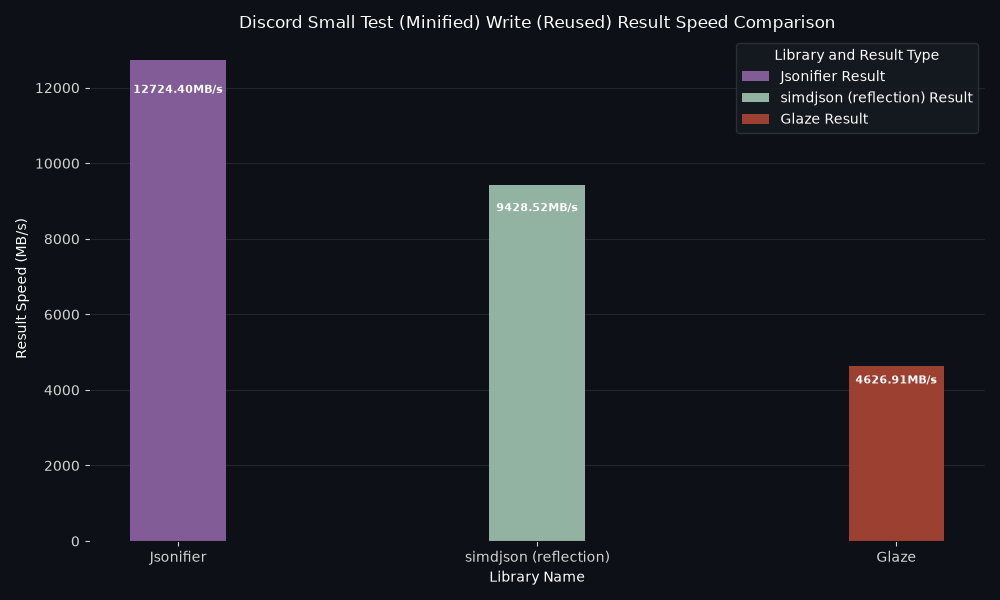 Discord Small Test (Minified) Write (Reused) Result Speed Comparison
Library and Result Type
Jsonifier Result
simdjson (reflection) Result
Glaze Result
Result Speed (MB/s)
12000
10000
8000
6000
4000
2000
0
12724.40MB/s
9428.52MB/s
4626.91MB/s
Jsonifier
simdjson (reflection)
Glaze
Library Name